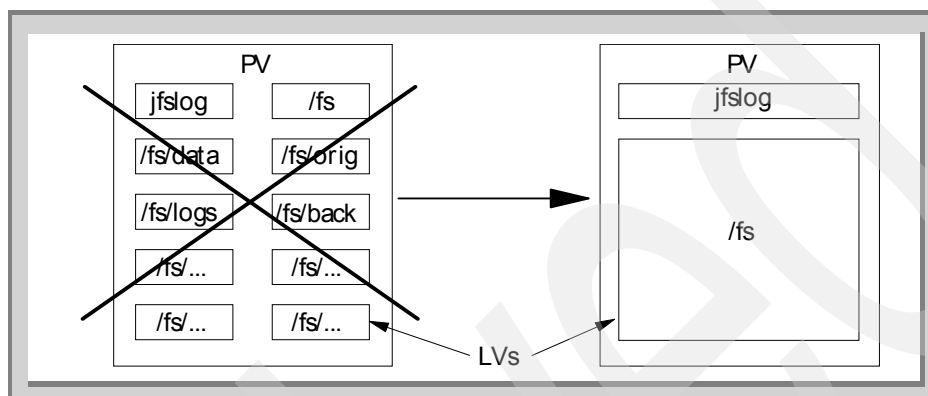 PV
jfslog
/fs
/fs/data
/fs/orig
/fs/logs
/fs/back
/fs/...
/fs/...
/fs/...
/fs/...
LVs
PV
jfslog
/fs